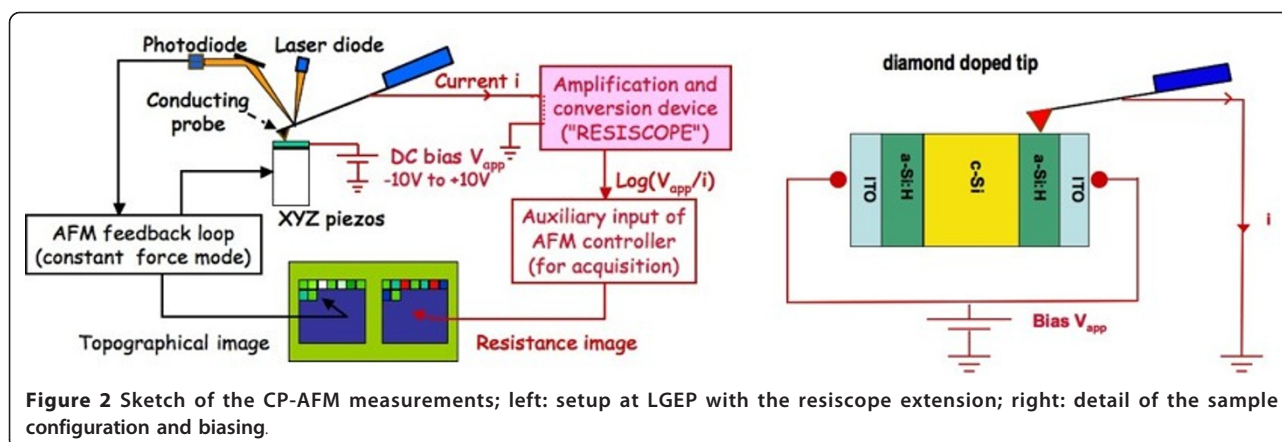 Photodiode
Laser diode
Current i
Conducting
probe
Amplification and
conversion device
("RESISCOPE")
DC bias Vapp
-10V to +10V
Log(Vapp/i)
XYZ piezos
AFM feedback loop
(constant force mode)
Auxiliary input of
AFM controller
(for acquisition)
Topographical image
Resistance image
diamond doped tip
ITO
a-Si:H
c-Si
a-Si:H
ITO
i
Bias Vapp
Figure 2 Sketch of the CP-AFM measurements; left: setup at LGEP with the resiscope extension; right: detail of the sample
configuration and biasing.